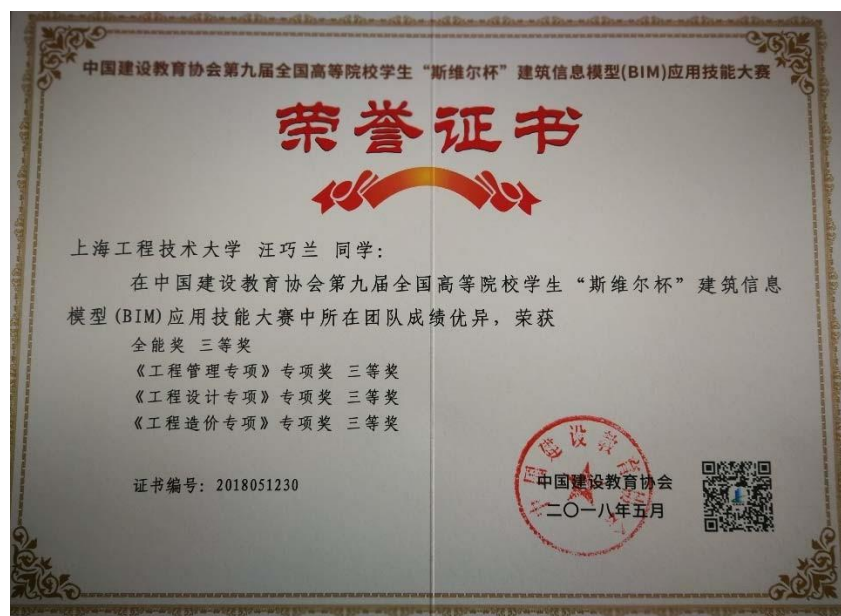 中国建设教育协会第九届全国高等院校学生“斯维尔杯”建筑信息模型(BIM)应用技能大赛
荣誉证书
上海工程技术大学 汪巧兰 同学：
在中国建设教育协会第九届全国高等院校学生“斯维尔杯”建筑信息
模型(BIM)应用技能大赛中所在团队成绩优异，荣获
全能奖 三等奖
《工程管理专项》专项奖 三等奖
《工程设计专项》专项奖 三等奖
《工程造价专项》专项奖 三等奖
证书编号：2018051230
中国建设教育协会
中国建设教育协会
二〇一八年五月